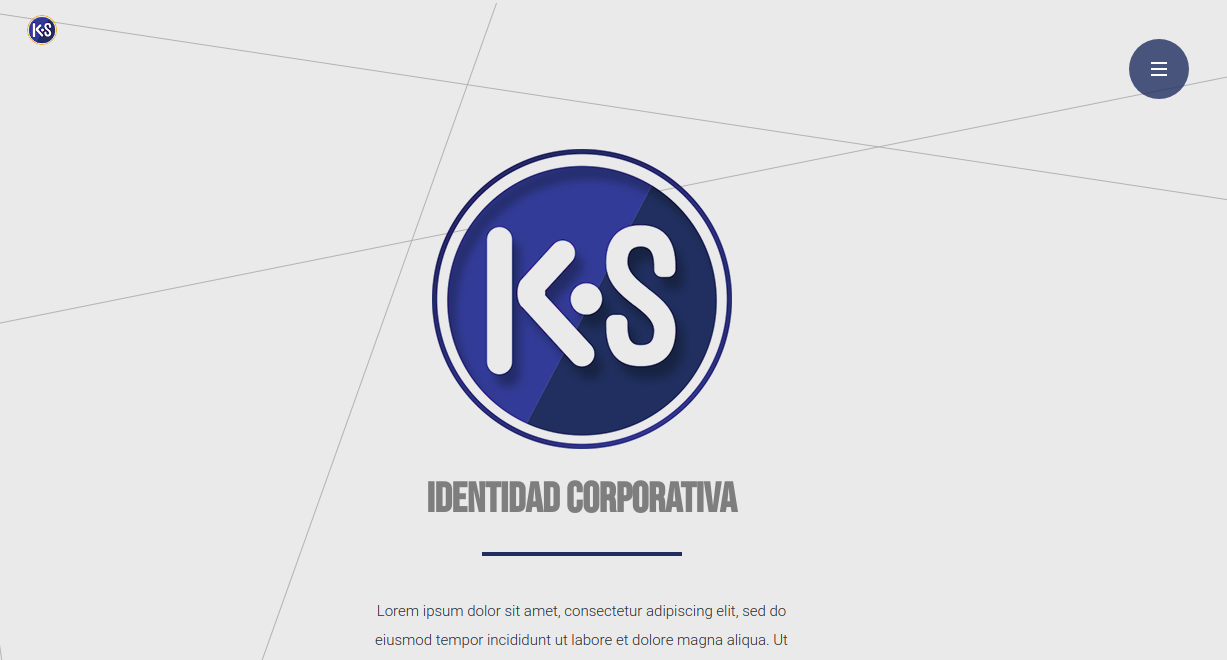 K·S
K·S
IDENTIDAD CORPORATIVA
Lorem ipsum dolor sit amet, consectetur adipiscing elit, sed do
eiusmod tempor incididunt ut labore et dolore magna aliqua. Ut